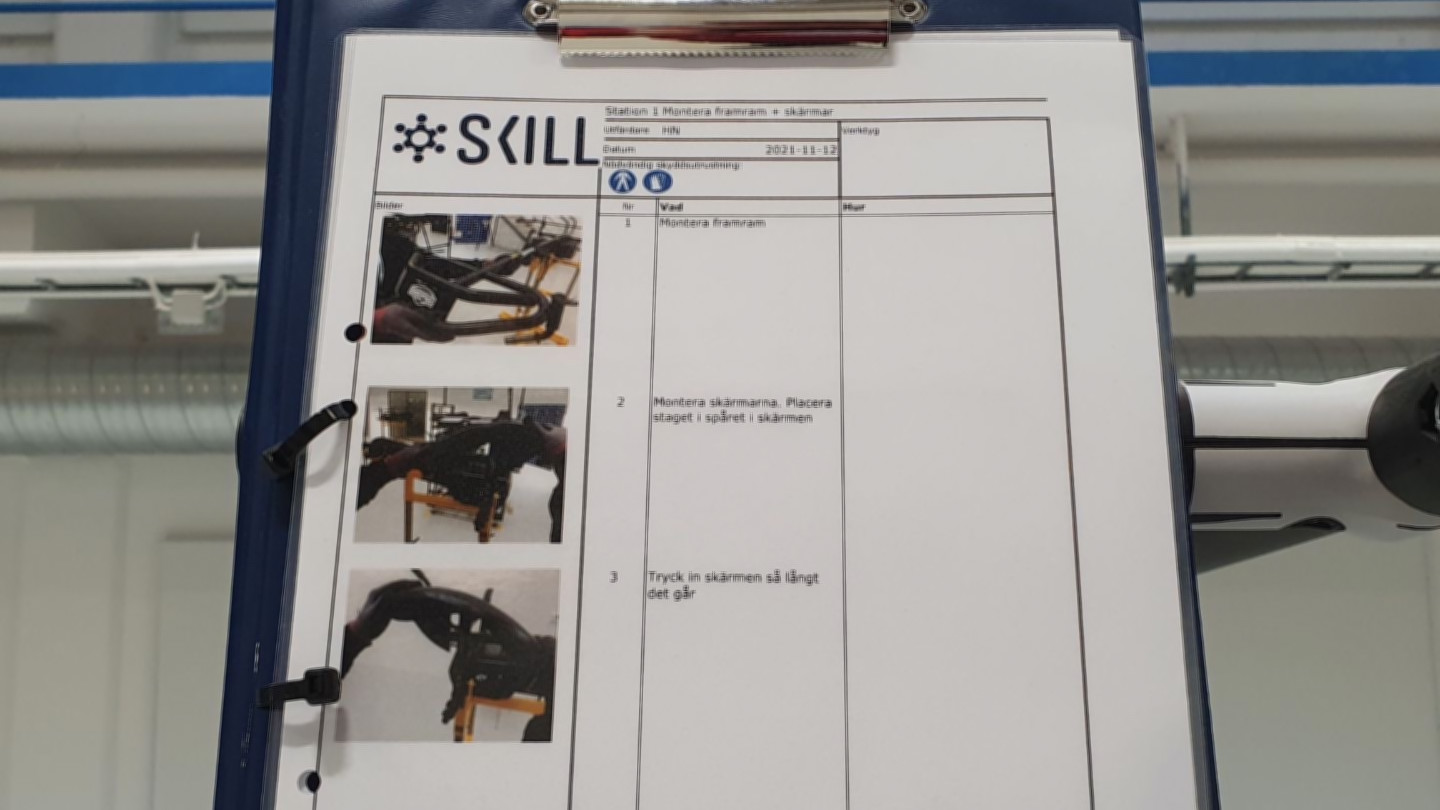 SKILL
Station 1 Montera framram + skärmar
Utfärdare HIN
Verktyg
Datum 2021-11-12
Nödvändig skyddsutrustning
Bilder Nr Vad Hur
1 Montera framram
2 Montera skärmarna. Placera
staget i spåret i skärmen
3 Tryck in skärmen så långt
det går